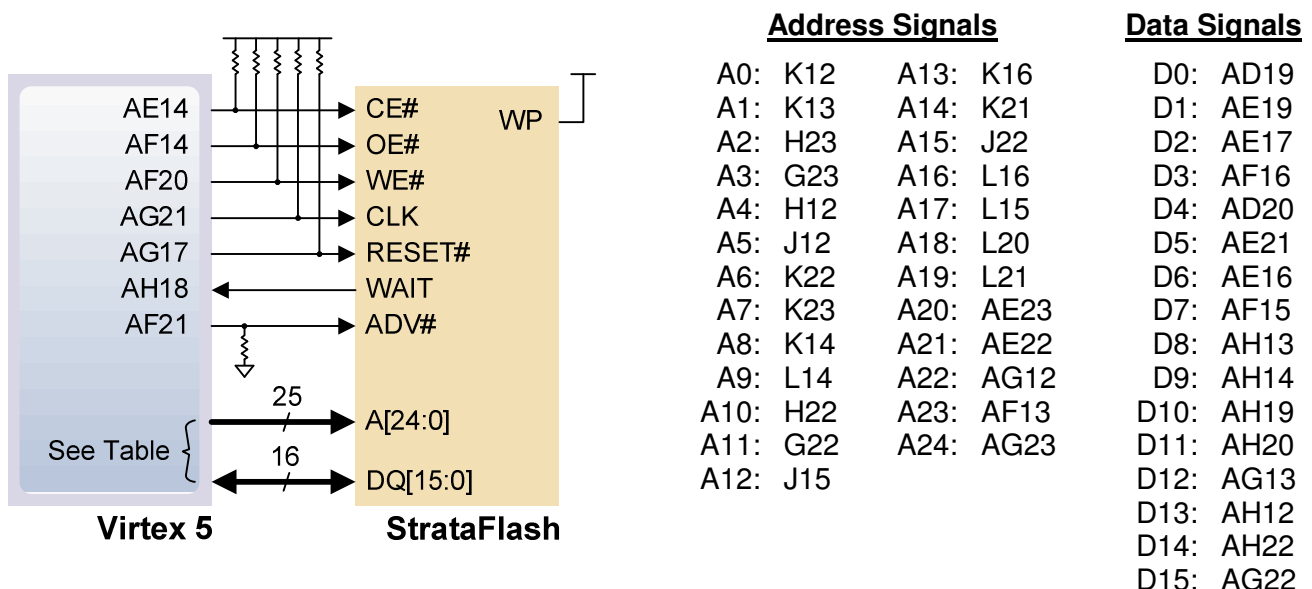 AE14 CE#
WP
AF14 OE#
AF20 WE#
AG21 CLK
AG17 RESET#
AH18 WAIT
AF21 ADV#
25
A[24:0]
See Table {
16
DQ[15:0]
Virtex 5 StrataFlash
Address Signals
A0: K12 A13: K16
A1: K13 A14: K21
A2: H23 A15: J22
A3: G23 A16: L16
A4: H12 A17: L15
A5: J12 A18: L20
A6: K22 A19: L21
A7: K23 A20: AE23
A8: K14 A21: AE22
A9: L14 A22: AG12
A10: H22 A23: AF13
A11: G22 A24: AG23
A12: J15
Data Signals
D0: AD19
D1: AE19
D2: AE17
D3: AF16
D4: AD20
D5: AE21
D6: AE16
D7: AF15
D8: AH13
D9: AH14
D10: AH19
D11: AH20
D12: AG13
D13: AH12
D14: AH22
D15: AG22